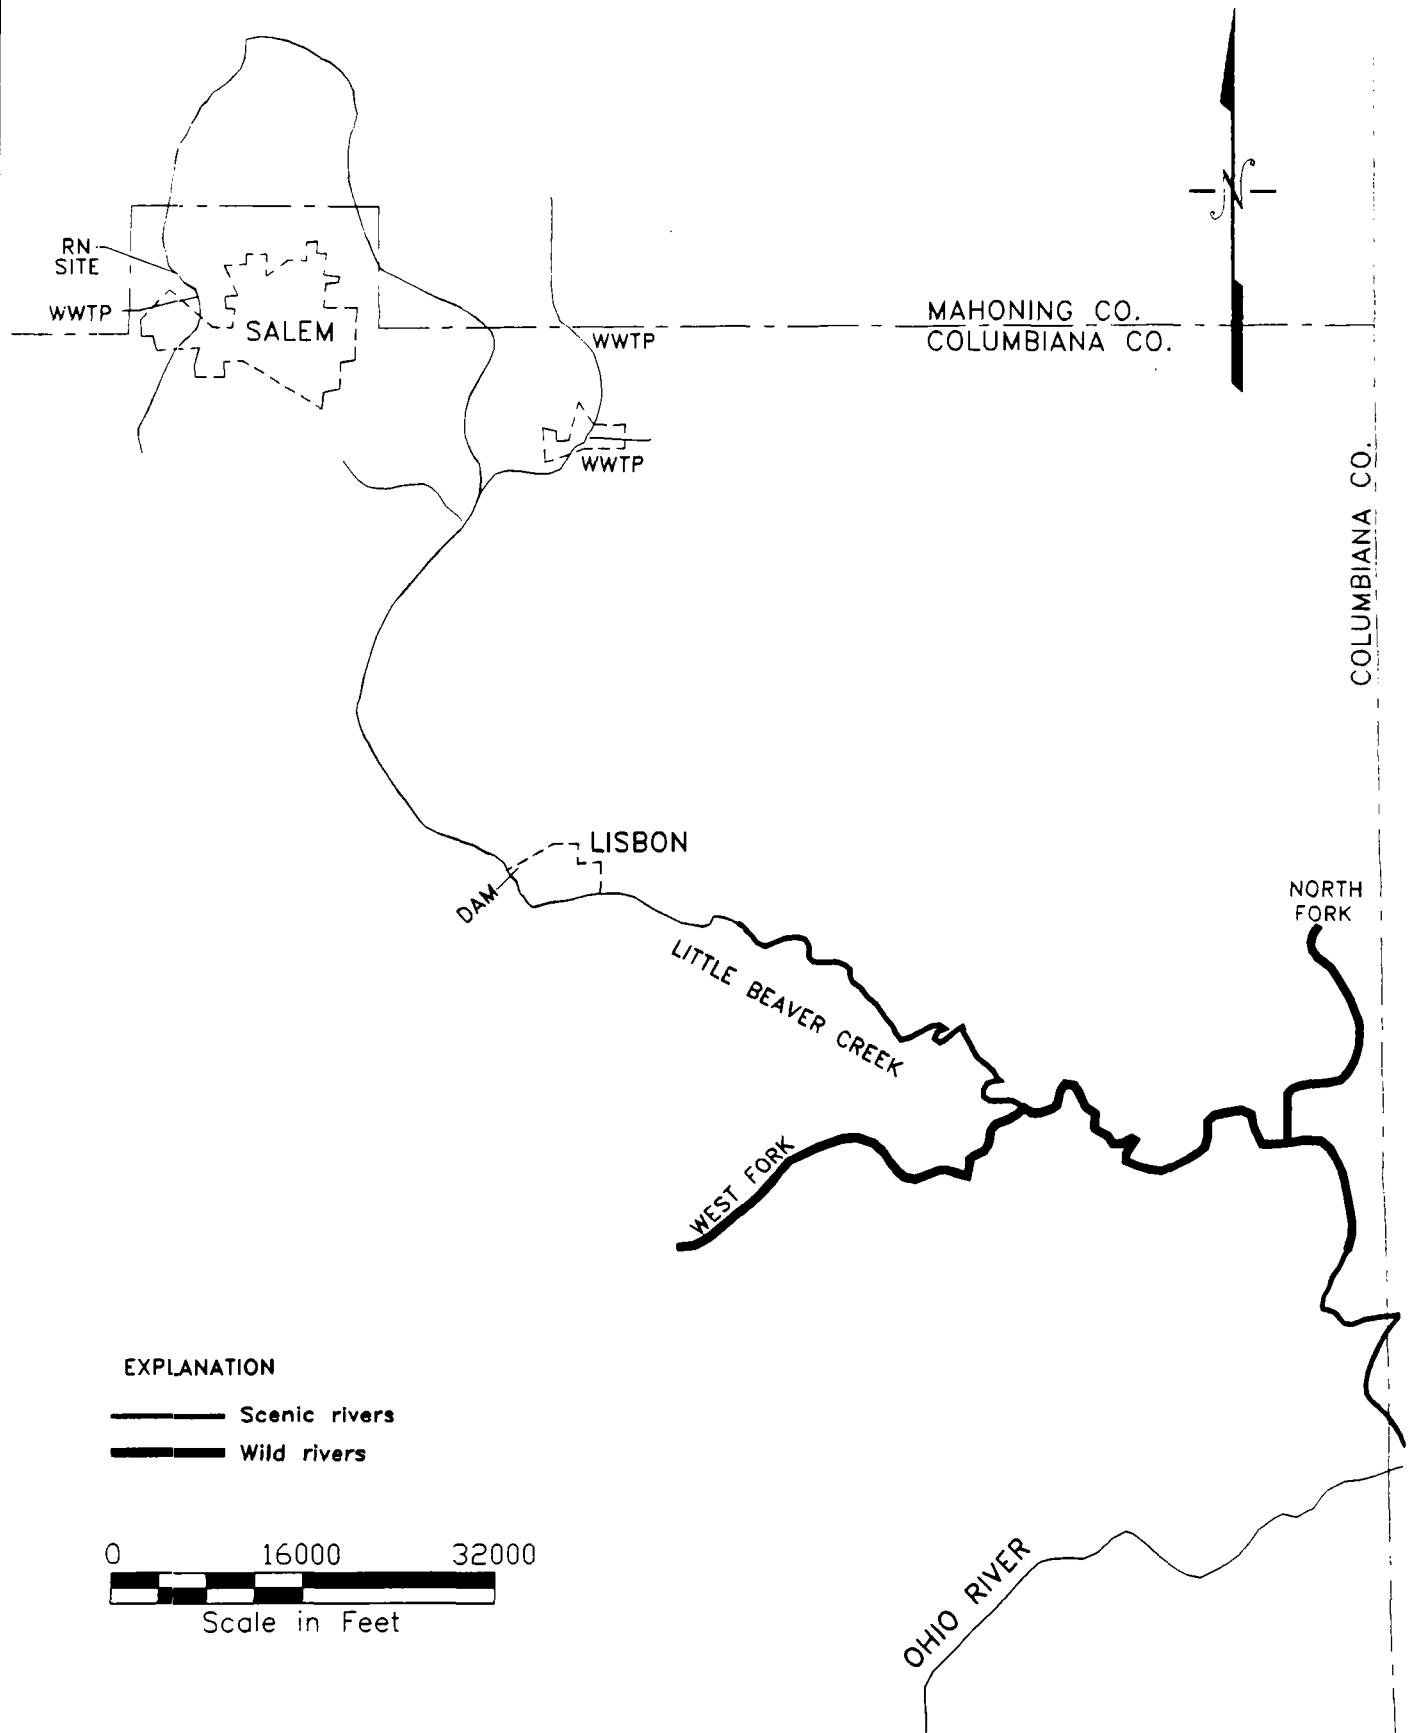 N
RN
SITE
WWTP
SALEM
MAHONING CO.
COLUMBIANA CO.
WWTP
WWTP
COLUMBIANA CO.
LISBON
DAM
NORTH
FORK
LITTLE BEAVER CREEK
WEST FORK
EXPLANATION
Scenic rivers
Wild rivers
0 16000 32000
Scale in Feet
OHIO RIVER